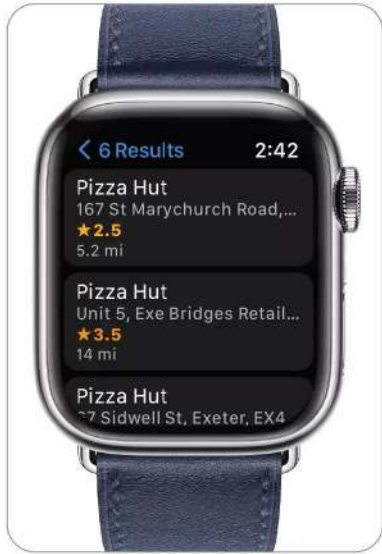 < 6 Results 2:42
Pizza Hut
167 St Marychurch Road,...
★2.5
5.2 mi
Pizza Hut
Unit 5, Exe Bridges Retail...
★3.5
14 mi
Pizza Hut
67 Sidwell St, Exeter, EX4